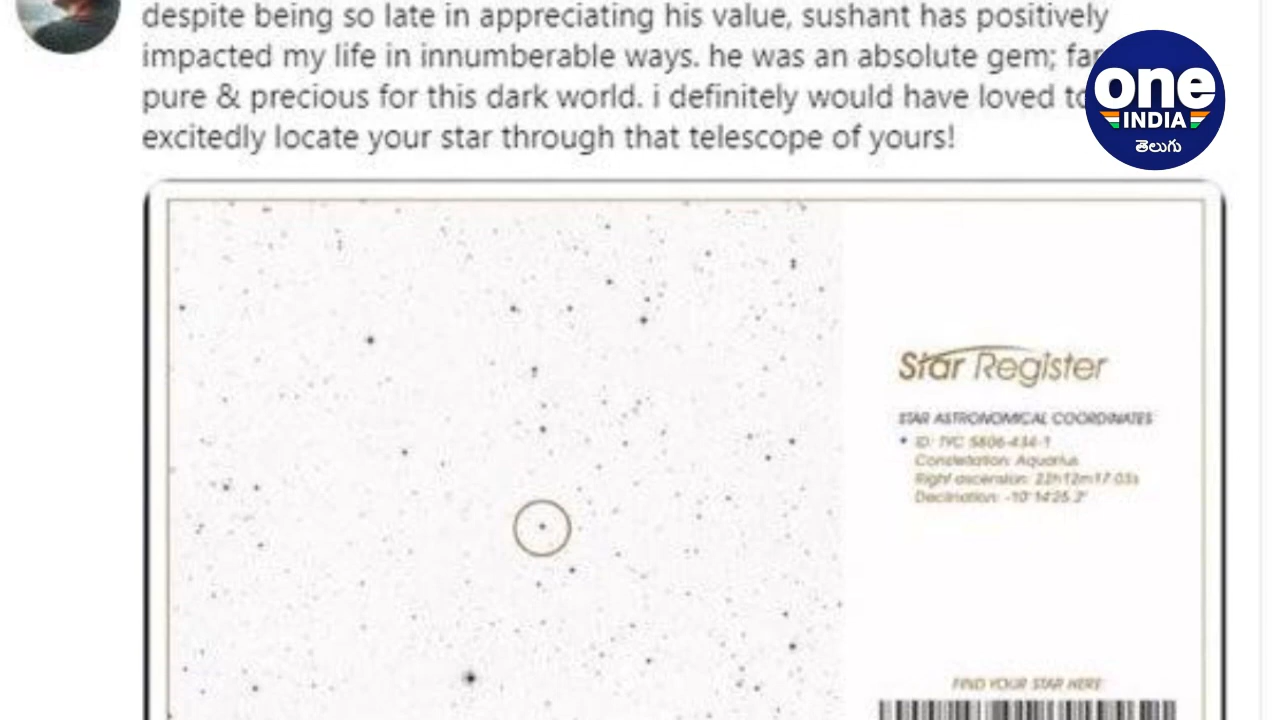 despite being so late in appreciating his value, sushant has positively
impacted my life in innumberable ways. he was an absolute gem; far
pure & precious for this dark world. i definitely would have loved to
excitedly locate your star through that telescope of yours!
one
INDIA
తెలుగు
Star Register
STAR ASTRONOMICAL COORDINATES
ID: TYC 5806-434-1
Constellation: Aquarius
Right ascension: 22h12m17.03s
Declination: -10°14'25.2"
FIND YOUR STAR HERE